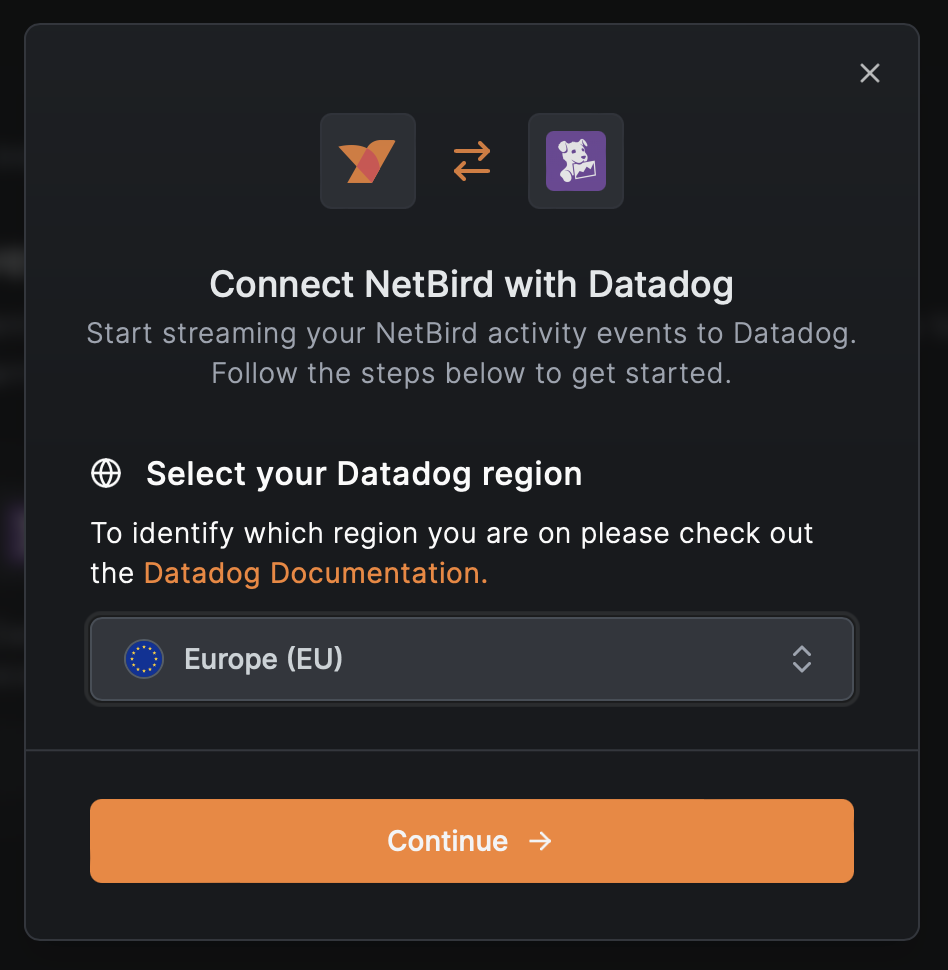 Connect NetBird with Datadog
Start streaming your NetBird activity events to Datadog.
Follow the steps below to get started.
Select your Datadog region
To identify which region you are on please check out
the Datadog Documentation.
Europe (EU)
Continue